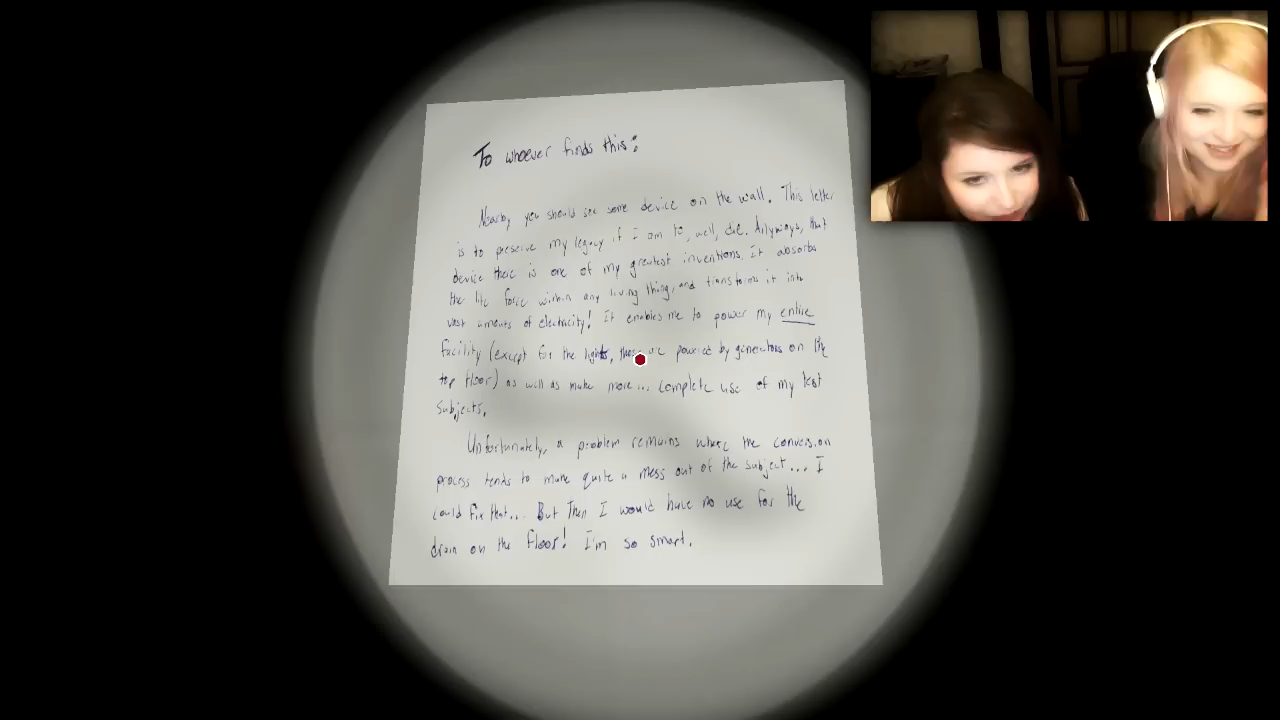 To whoever finds this:
Nearby you should see some device on the wall. This letter
is to preserve my legacy if I am to, well, die. Anyways, that
device there is one of my greatest inventions. It absorbs
the life force within any living thing, and transforms it into
vast amounts of electricity! It enables me to power my entire
facility (except for the lights, those are powered by generators on the
top floor) as well as make more... complete use of my test
subjects.
Unfortunately, a problem remains where the conversion
process tends to make quite a mess out of the subject... I
could fix that... But then I would have no use for the
drain on the floor! I'm so smart.